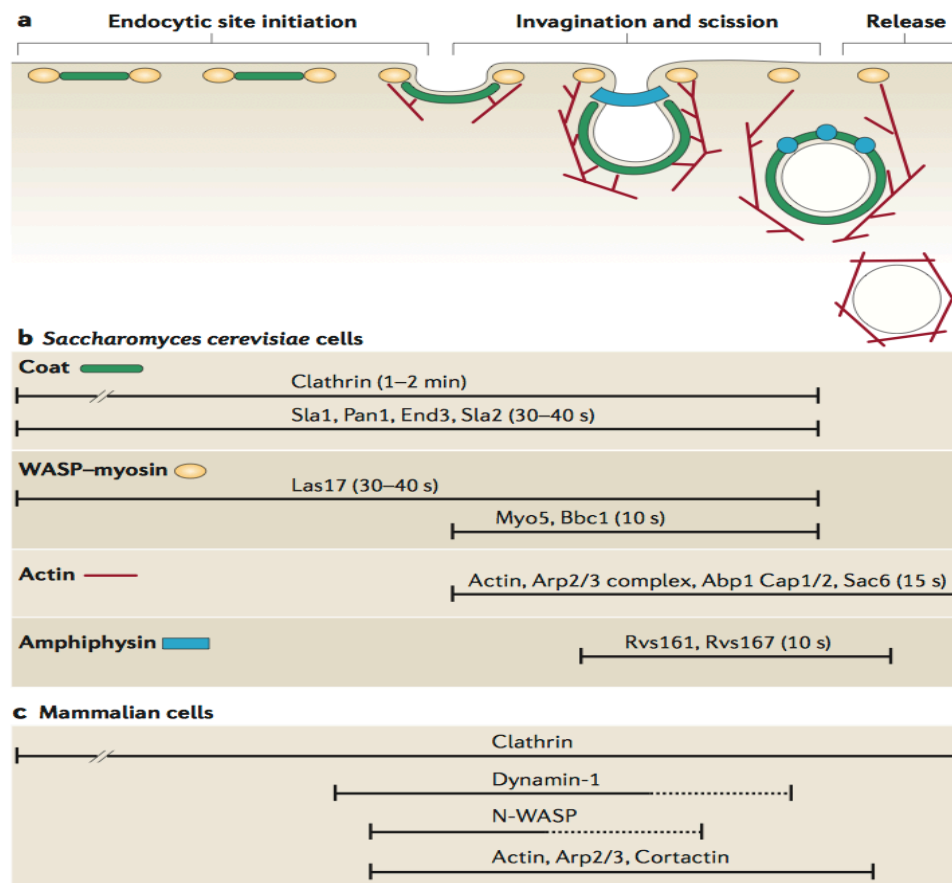 a Endocytic site initiation Invagination and scission Release
b Saccharomyces cerevisiae cells
Coat
Clathrin (1–2 min)
Sla1, Pan1, End3, Sla2 (30–40 s)
WASP–myosin
Las17 (30–40 s)
Myo5, Bbc1 (10 s)
Actin
Actin, Arp2/3 complex, Abp1 Cap1/2, Sac6 (15 s)
Amphiphysin
Rvs161, Rvs167 (10 s)
c Mammalian cells
Clathrin
Dynamin-1
N-WASP
Actin, Arp2/3, Cortactin